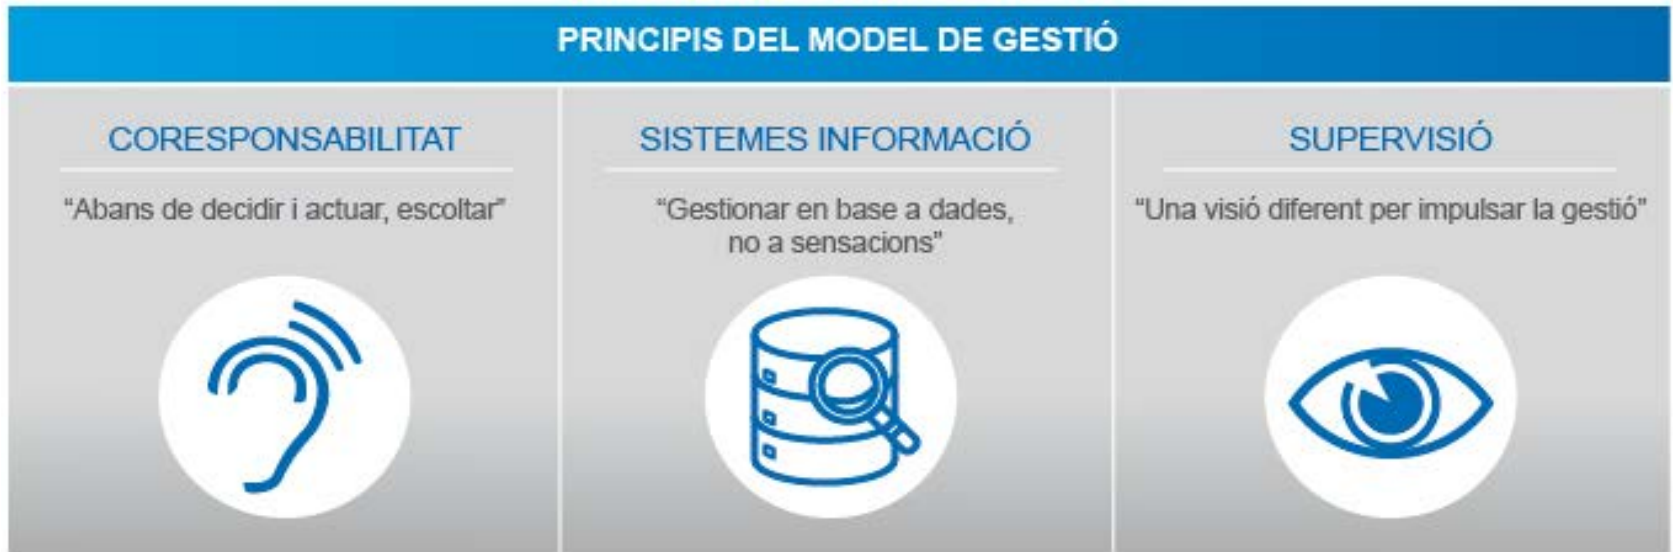 PRINCIPIS DEL MODEL DE GESTIÓ
CORESPONSABILITAT
“Abans de decidir i actuar, escoltar”
SISTEMES INFORMACIÓ
“Gestionar en base a dades,
no a sensacions”
SUPERVISIÓ
“Una visió diferent per impulsar la gestió”